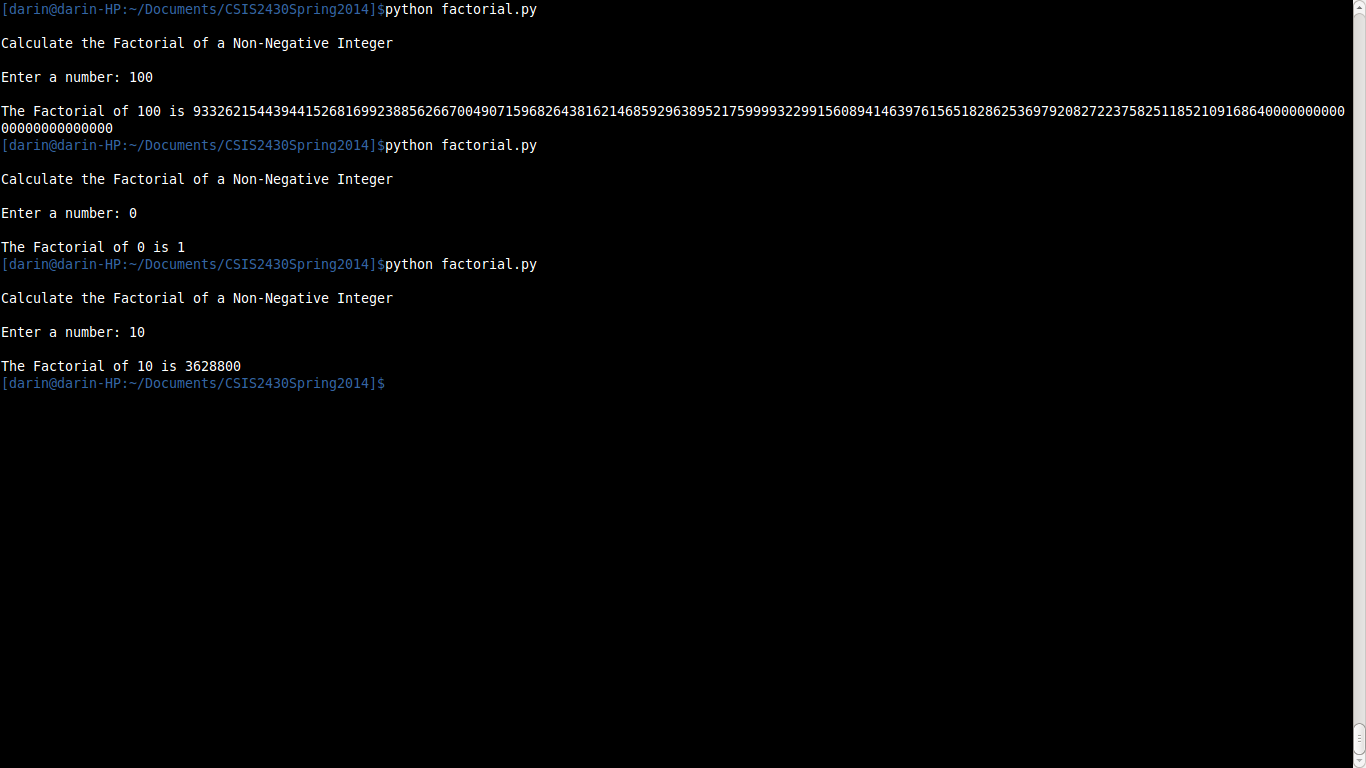 [darin@darin-HP:~/Documents/CSIS2430Spring2014]$python factorial.py
Calculate the Factorial of a Non-Negative Integer
Enter a number: 100
The Factorial of 100 is 933262154439441526816992388562667004907159682643816214685929638952175999932299156089414639761565182862536979208272237582511852109168640000000000
00000000000000
[darin@darin-HP:~/Documents/CSIS2430Spring2014]$python factorial.py
Calculate the Factorial of a Non-Negative Integer
Enter a number: 0
The Factorial of 0 is 1
[darin@darin-HP:~/Documents/CSIS2430Spring2014]$python factorial.py
Calculate the Factorial of a Non-Negative Integer
Enter a number: 10
The Factorial of 10 is 3628800
[darin@darin-HP:~/Documents/CSIS2430Spring2014]$